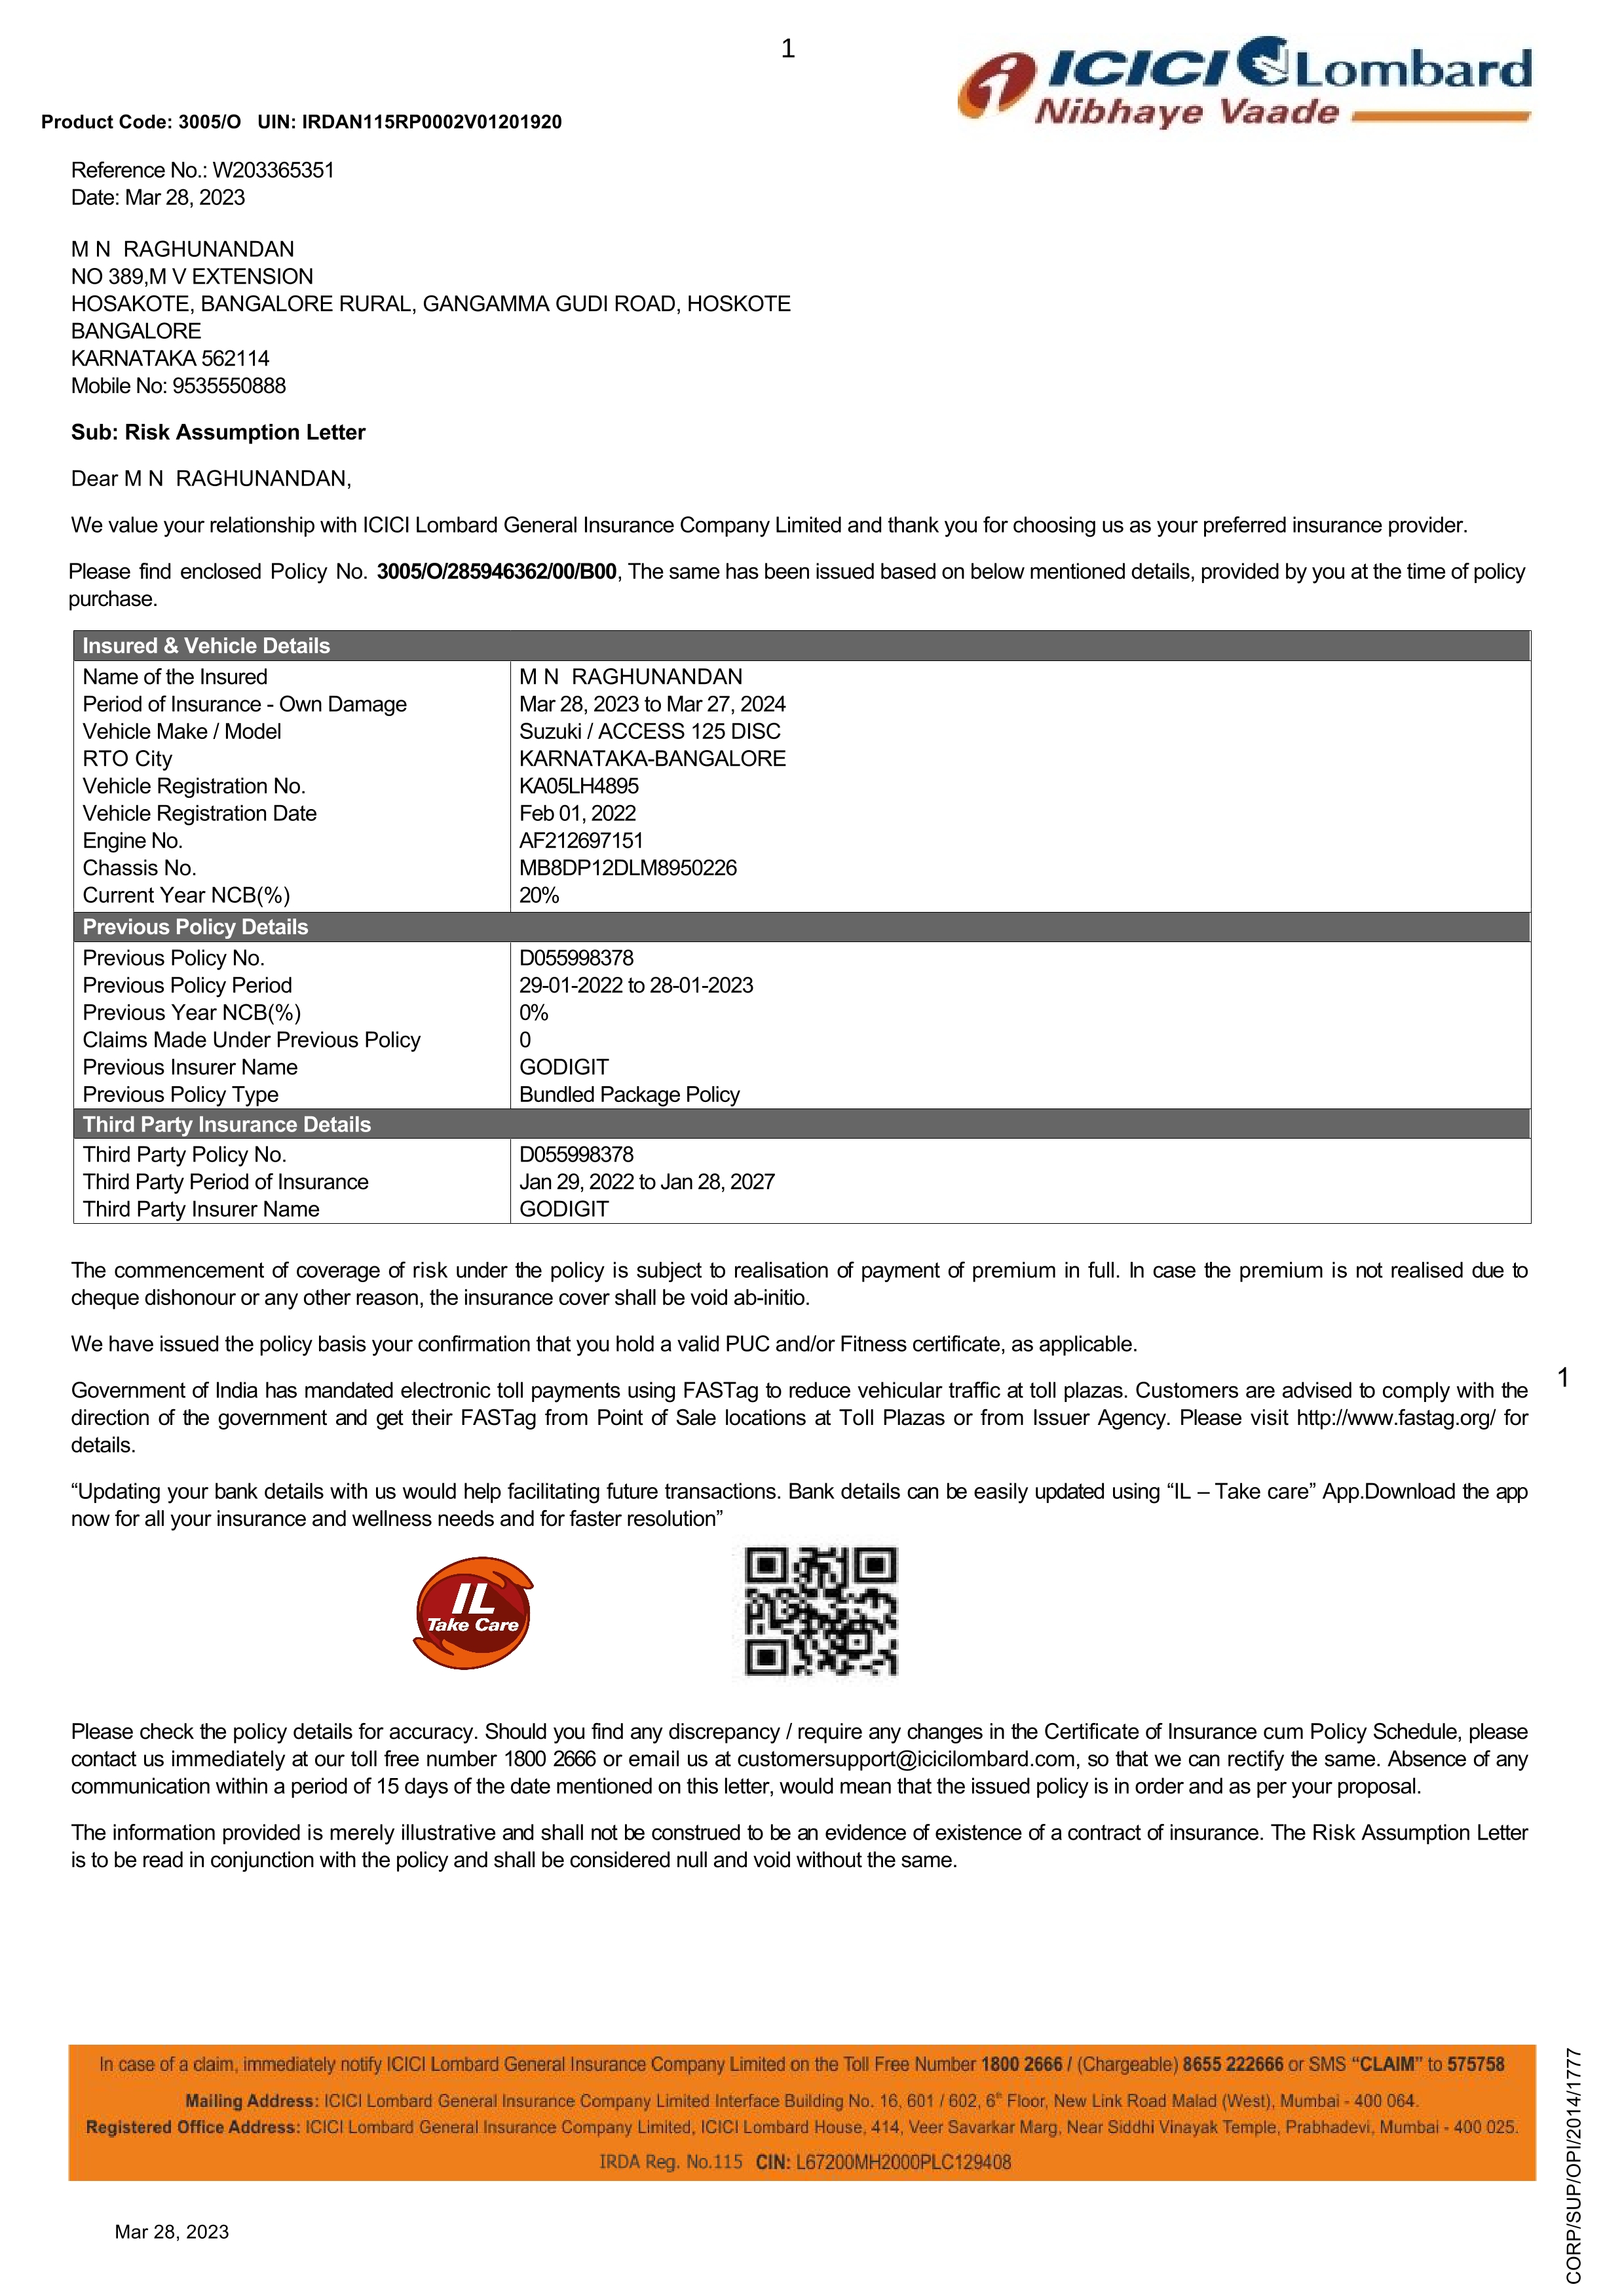 1
ICICI Lombard
Nibhaye Vaade
Product Code: 3005/O UIN: IRDAN115RP0002V01201920
Reference No.: W203365351
Date: Mar 28, 2023
M N RAGHUNANDAN
NO 389,M V EXTENSION
HOSAKOTE, BANGALORE RURAL, GANGAMMA GUDI ROAD, HOSKOTE
BANGALORE
KARNATAKA 562114
Mobile No: 9535550888
Sub: Risk Assumption Letter
Dear M N RAGHUNANDAN,
We value your relationship with ICICI Lombard General Insurance Company Limited and thank you for choosing us as your preferred insurance provider.
Please find enclosed Policy No. 3005/O/285946362/00/B00, The same has been issued based on below mentioned details, provided by you at the time of policy
purchase.
Insured & Vehicle Details
Name of the Insured M N RAGHUNANDAN
Period of Insurance - Own Damage Mar 28, 2023 to Mar 27, 2024
Vehicle Make / Model Suzuki / ACCESS 125 DISC
RTO City KARNATAKA-BANGALORE
Vehicle Registration No. KA05LH4895
Vehicle Registration Date Feb 01, 2022
Engine No. AF212697151
Chassis No. MB8DP12DLM8950226
Current Year NCB(%) 20%
Previous Policy Details
Previous Policy No. D055998378
Previous Policy Period 29-01-2022 to 28-01-2023
Previous Year NCB(%) 0%
Claims Made Under Previous Policy 0
Previous Insurer Name GODIGIT
Previous Policy Type Bundled Package Policy
Third Party Insurance Details
Third Party Policy No. D055998378
Third Party Period of Insurance Jan 29, 2022 to Jan 28, 2027
Third Party Insurer Name GODIGIT
The commencement of coverage of risk under the policy is subject to realisation of payment of premium in full. In case the premium is not realised due to
cheque dishonour or any other reason, the insurance cover shall be void ab-initio.
We have issued the policy basis your confirmation that you hold a valid PUC and/or Fitness certificate, as applicable.
1
Government of India has mandated electronic toll payments using FASTag to reduce vehicular traffic at toll plazas. Customers are advised to comply with the
direction of the government and get their FASTag from Point of Sale locations at Toll Plazas or from Issuer Agency. Please visit http://www.fastag.org/ for
details.
“Updating your bank details with us would help facilitating future transactions. Bank details can be easily updated using “IL – Take care” App.Download the app
now for all your insurance and wellness needs and for faster resolution”
IL
Take Care
Please check the policy details for accuracy. Should you find any discrepancy / require any changes in the Certificate of Insurance cum Policy Schedule, please
contact us immediately at our toll free number 1800 2666 or email us at customersupport@icicilombard.com, so that we can rectify the same. Absence of any
communication within a period of 15 days of the date mentioned on this letter, would mean that the issued policy is in order and as per your proposal.
The information provided is merely illustrative and shall not be construed to be an evidence of existence of a contract of insurance. The Risk Assumption Letter
is to be read in conjunction with the policy and shall be considered null and void without the same.
In case of a claim, immediately notify ICICI Lombard General Insurance Company Limited on the Toll Free Number 1800 2666 / (Chargeable) 8655 222666 or SMS “CLAIM” to 575758
Mailing Address: ICICI Lombard General Insurance Company Limited Interface Building No. 16, 601 / 602, 6th Floor, New Link Road Malad (West), Mumbai - 400 064.
Registered Office Address: ICICI Lombard General Insurance Company Limited, ICICI Lombard House, 414, Veer Savarkar Marg, Near Siddhi Vinayak Temple, Prabhadevi, Mumbai - 400 025.
IRDA Reg. No.115 CIN: L67200MH2000PLC129408
CORP/SUP/OPI/2014/1777
Mar 28, 2023